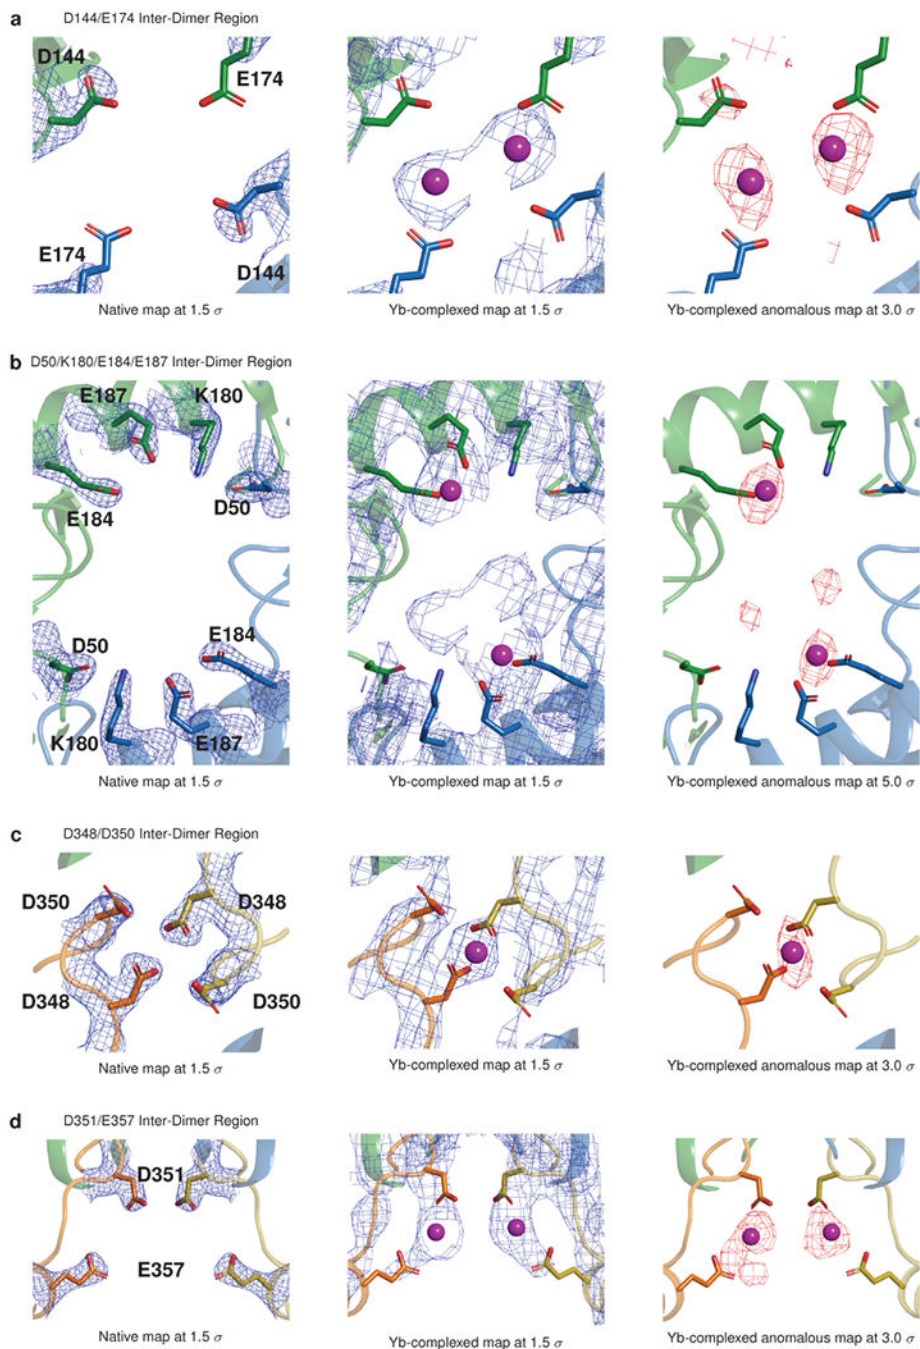 a D144/E174 Inter-Dimer Region
D144
E174
E174
D144
Native map at 1.5 σ
Yb-complexed map at 1.5 σ
Yb-complexed anomalous map at 3.0 σ
b D50/K180/E184/E187 Inter-Dimer Region
E187
K180
E184
D50
D50
E184
K180
E187
Native map at 1.5 σ
Yb-complexed map at 1.5 σ
Yb-complexed anomalous map at 5.0 σ
c D348/D350 Inter-Dimer Region
D350
D348
D348
D350
Native map at 1.5 σ
Yb-complexed map at 1.5 σ
Yb-complexed anomalous map at 3.0 σ
d D351/E357 Inter-Dimer Region
D351
E357
Native map at 1.5 σ
Yb-complexed map at 1.5 σ
Yb-complexed anomalous map at 3.0 σ